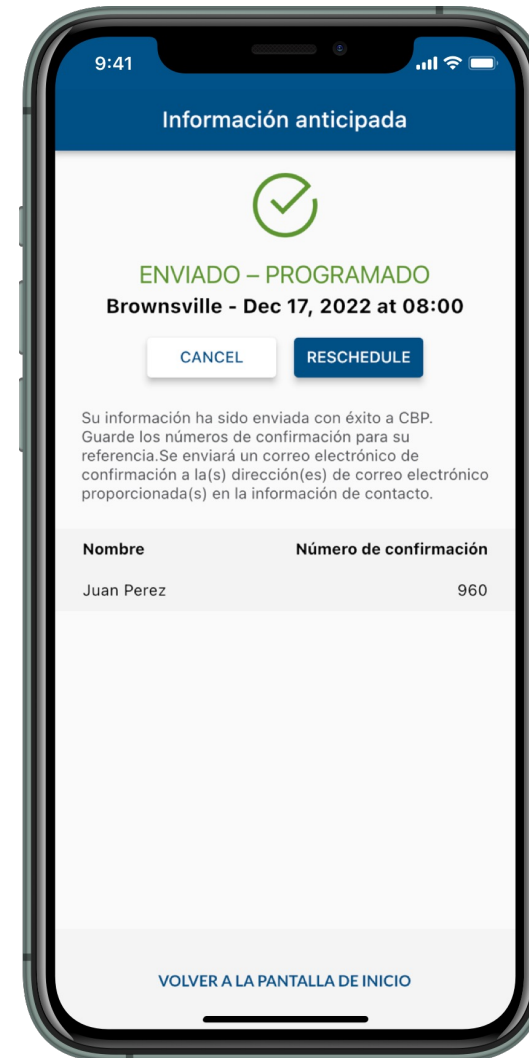 9:41
Información anticipada
ENVIADO – PROGRAMADO
Brownsville - Dec 17, 2022 at 08:00
CANCEL RESCHEDULE
Su información ha sido enviada con éxito a CBP.
Guarde los números de confirmación para su
referencia.Se enviará un correo electrónico de
confirmación a la(s) dirección(es) de correo electrónico
proporcionada(s) en la información de contacto.
Nombre Número de confirmación
Juan Perez 960
VOLVER A LA PANTALLA DE INICIO